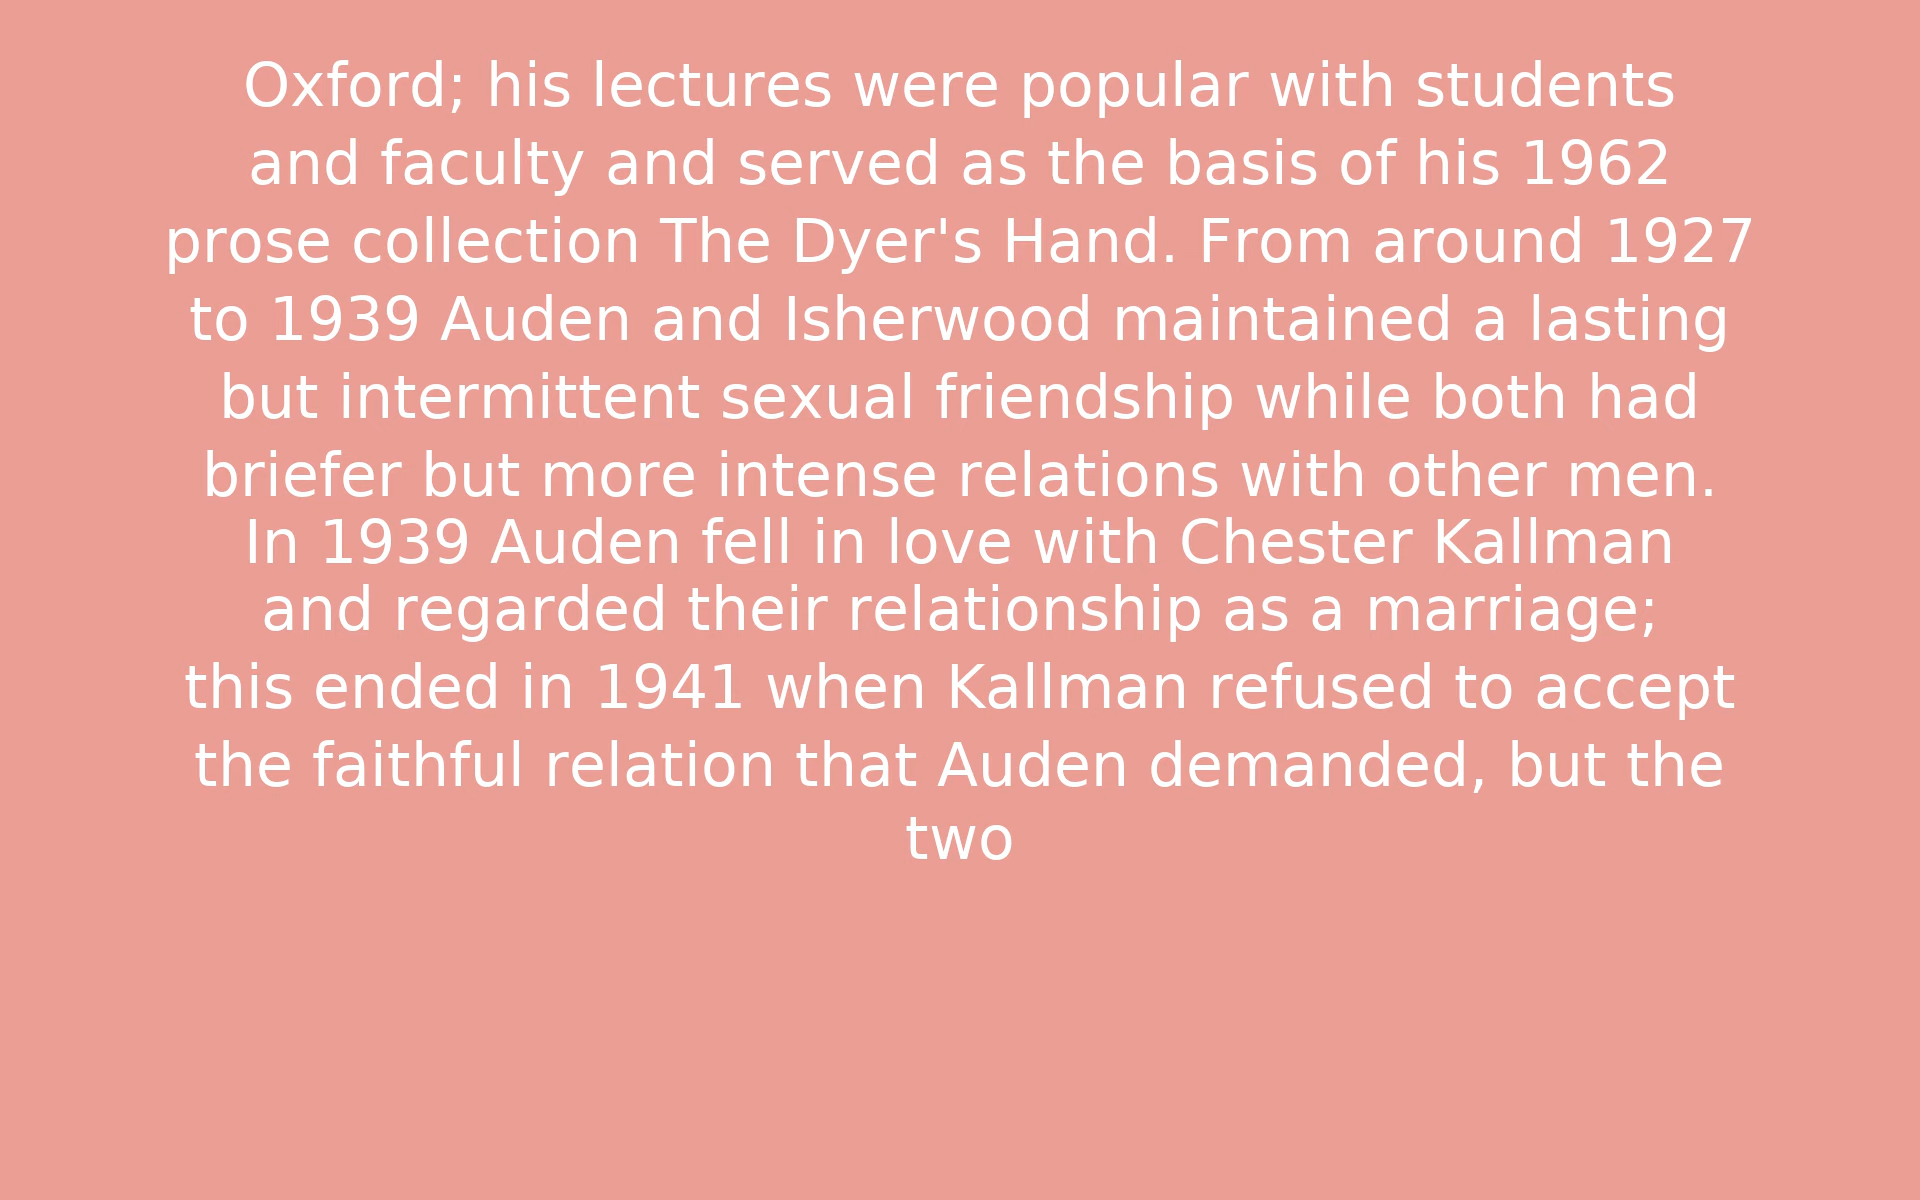 Oxford; his lectures were popular with students
and faculty and served as the basis of his 1962
prose collection The Dyer's Hand. From around 1927
to 1939 Auden and Isherwood maintained a lasting
but intermittent sexual friendship while both had
briefer but more intense relations with other men.
In 1939 Auden fell in love with Chester Kallman
and regarded their relationship as a marriage;
this ended in 1941 when Kallman refused to accept
the faithful relation that Auden demanded, but the
two